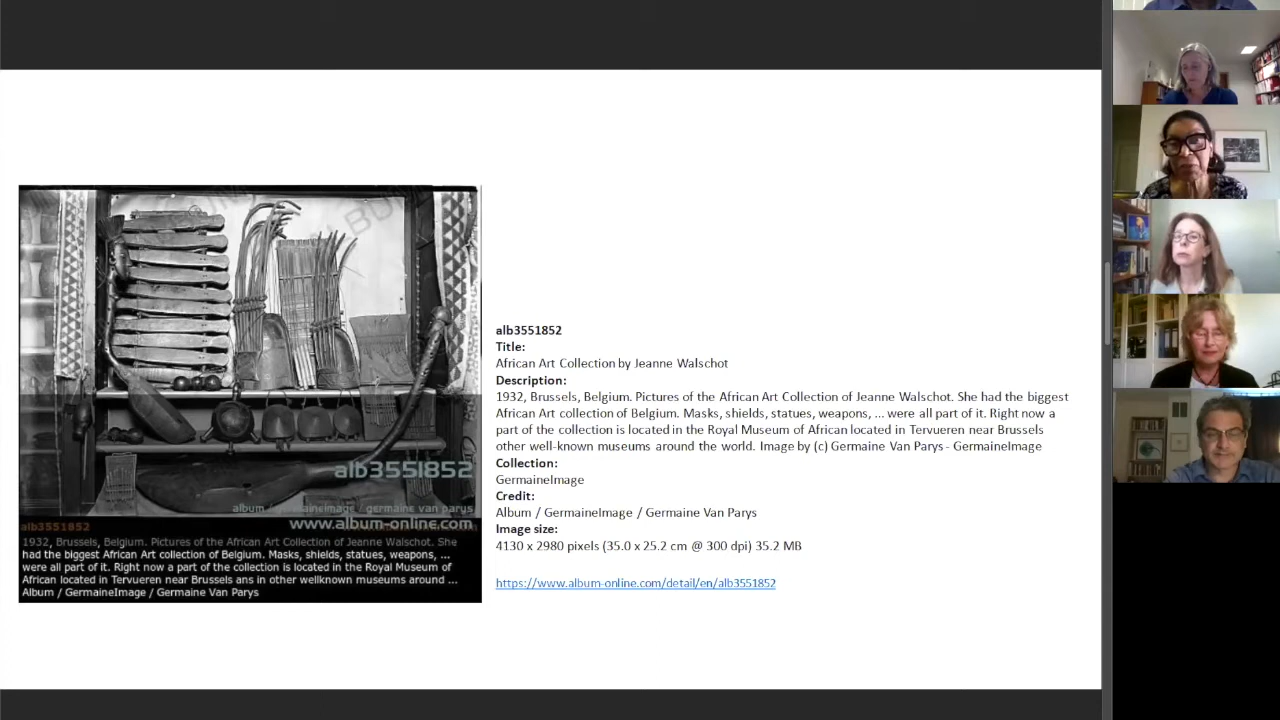 ALBUM
alb3551852
album / germaineimage / germaine van parys
www.album-online.com
alb3551852
1932, Brussels, Belgium. Pictures of the African Art Collection of Jeanne Walschot. She
had the biggest African Art collection of Belgium. Masks, shields, statues, weapons, ...
were all part of it. Right now a part of the collection is located in the Royal Museum of
African located in Tervueren near Brussels ans in other wellknown museums around ...
Album / GermaineImage / Germaine Van Parys
alb3551852
Title:
African Art Collection by Jeanne Walschot
Description:
1932, Brussels, Belgium. Pictures of the African Art Collection of Jeanne Walschot. She had the biggest
African Art collection of Belgium. Masks, shields, statues, weapons, ... were all part of it. Right now a
part of the collection is located in the Royal Museum of African located in Tervueren near Brussels
other well-known museums around the world. Image by (c) Germaine Van Parys - GermaineImage
Collection:
GermaineImage
Credit:
Album / GermaineImage / Germaine Van Parys
Image size:
4130 x 2980 pixels (35.0 x 25.2 cm @ 300 dpi) 35.2 MB
https://www.album-online.com/detail/en/alb3551852